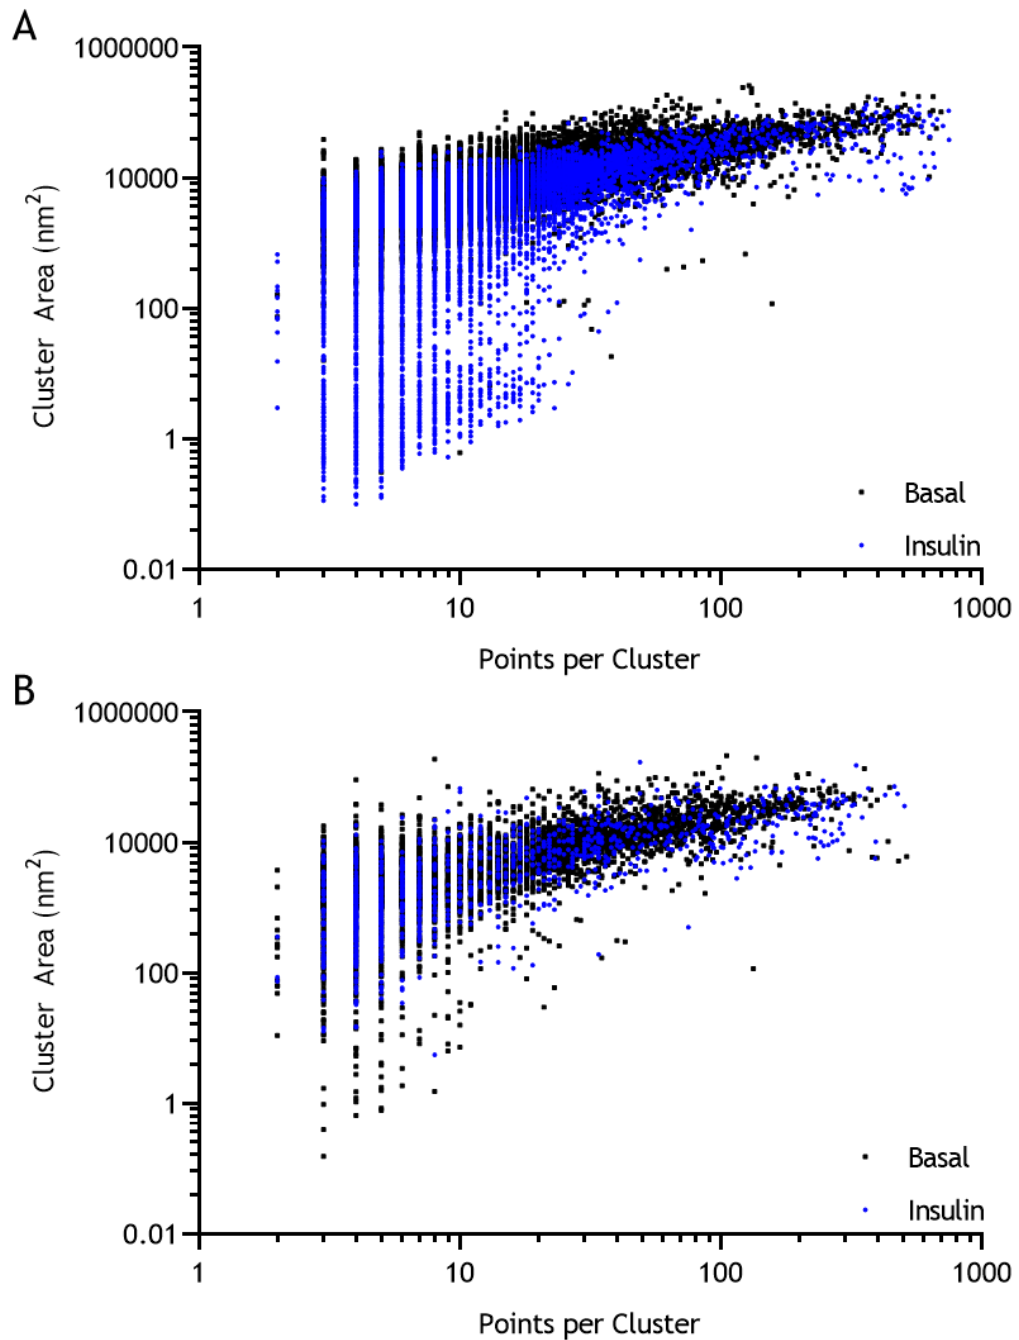 A
1000000
10000
100
1
0.01
Cluster Area (nm²)
1 10 100 1000
Points per Cluster
Basal
Insulin
B
1000000
10000
100
1
0.01
Cluster Area (nm²)
1 10 100 1000
Points per Cluster
Basal
Insulin